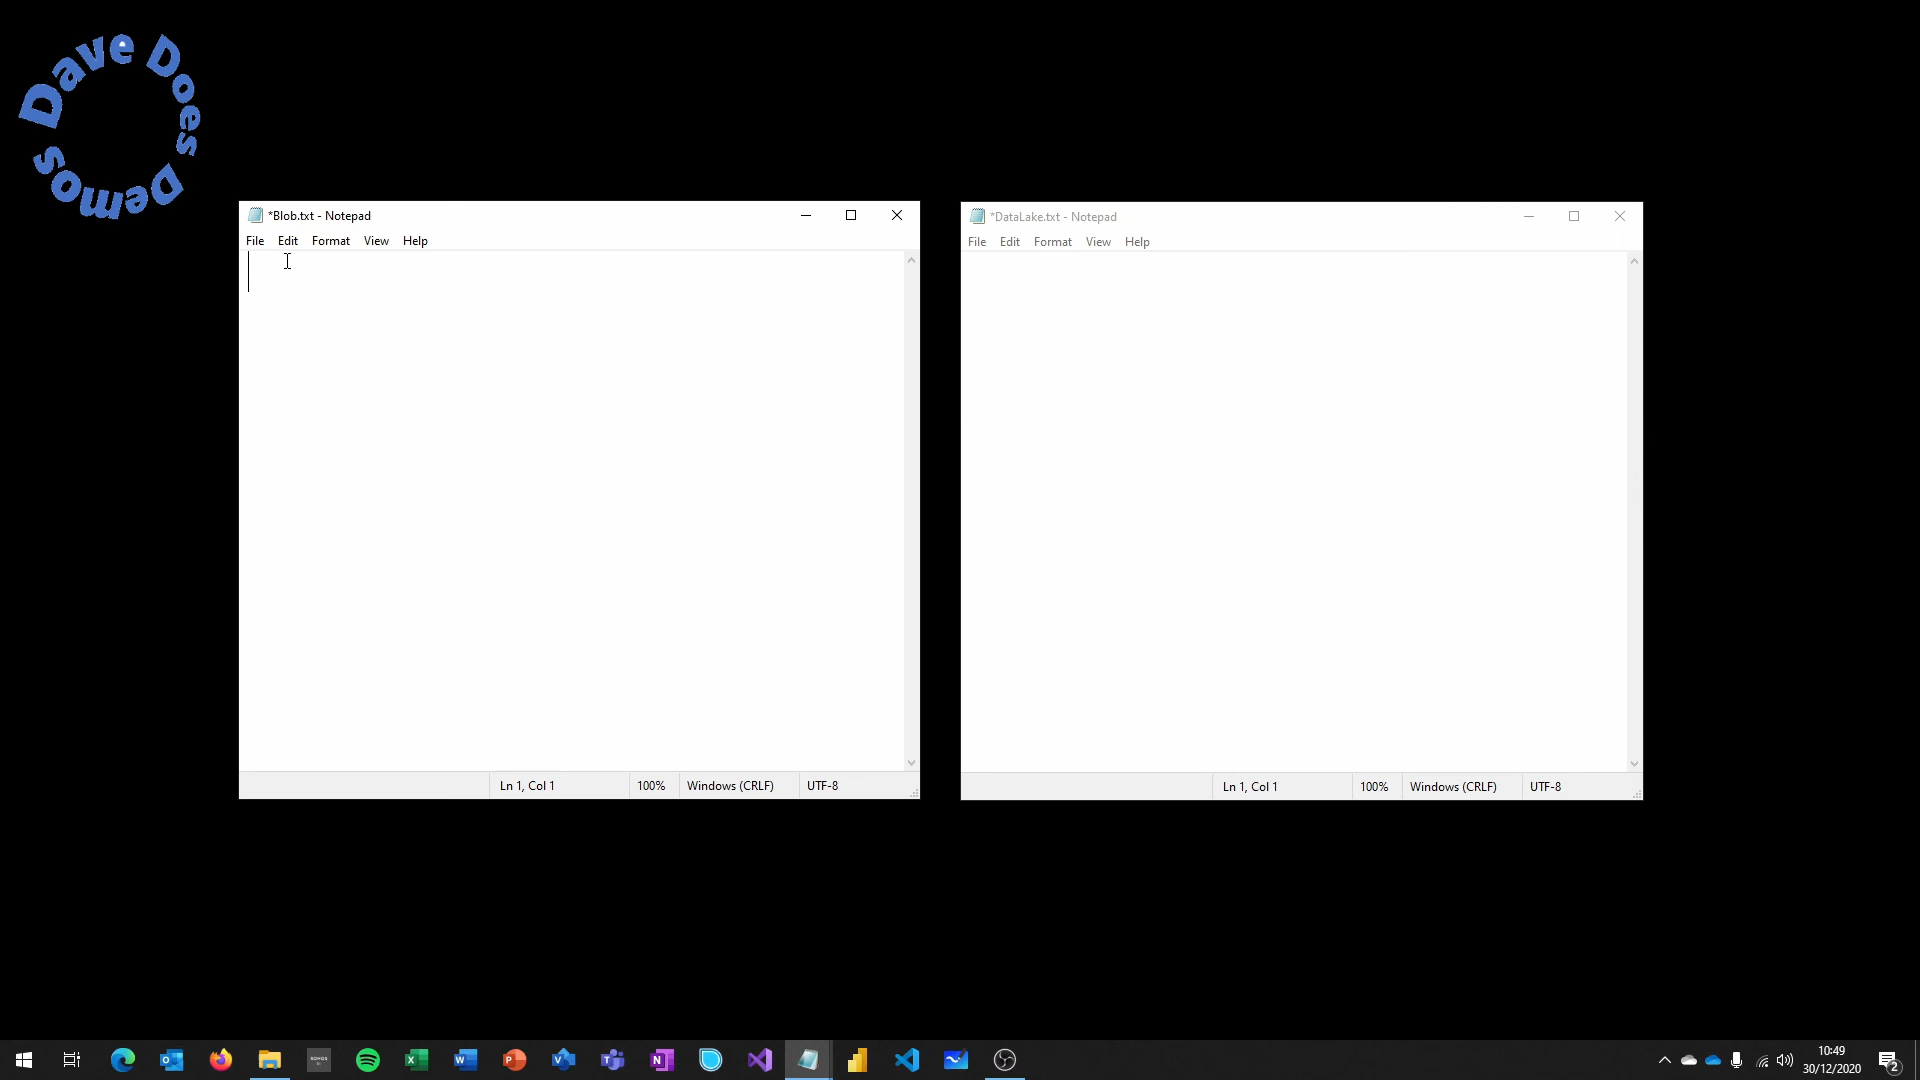 Dave Does Demos
*Blob.txt - Notepad
File Edit Format View Help
Ln 1, Col 1 100% Windows (CRLF) UTF-8
*DataLake.txt - Notepad
File Edit Format View Help
Ln 1, Col 1 100% Windows (CRLF) UTF-8
SONOS
10:49
30/12/2020
2